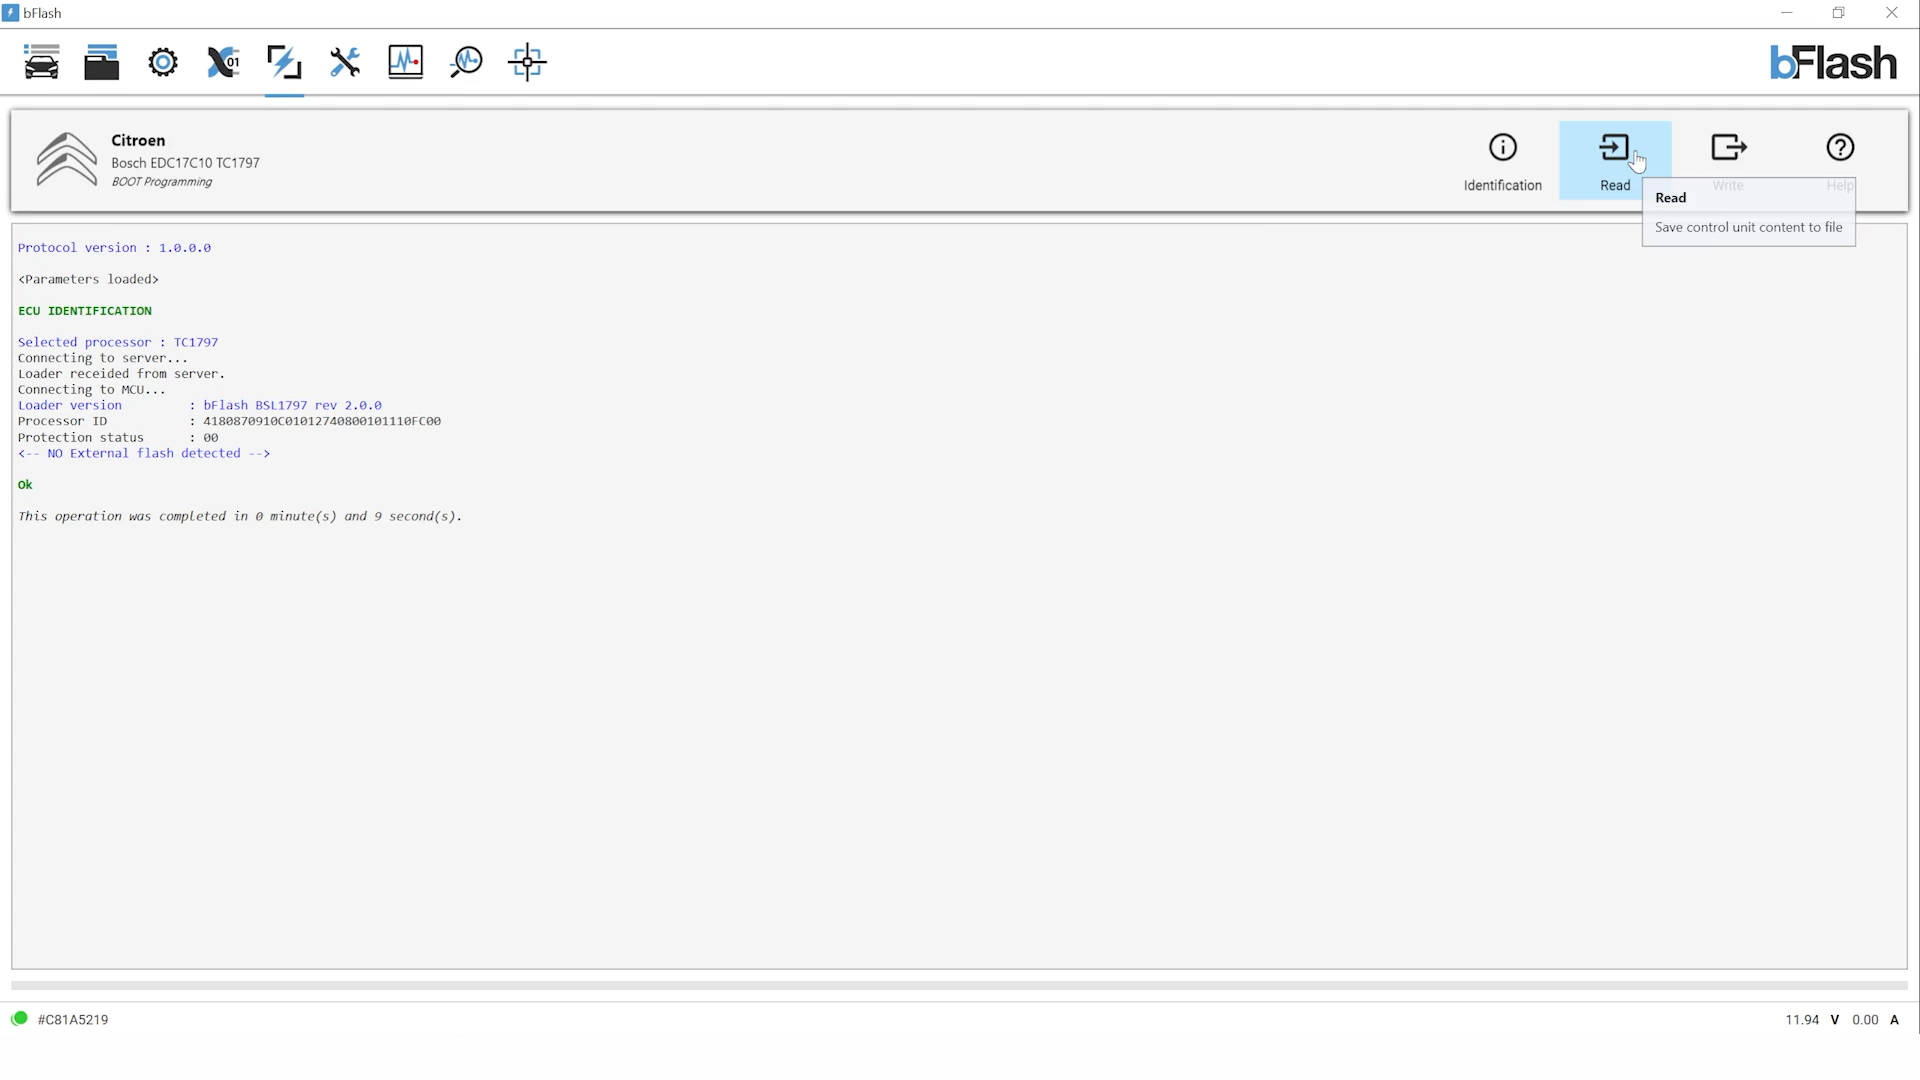 bFlash
01
bFlash
Citroen
Bosch EDC17C10 TC1797
BOOT Programming
Identification
Read
Write
Help
Read
Save control unit content to file
Protocol version : 1.0.0.0
<Parameters loaded>
ECU IDENTIFICATION
Selected processor : TC1797
Connecting to server...
Loader receided from server.
Connecting to MCU...
Loader version : bFlash BSL1797 rev 2.0.0
Processor ID : 4180870910C01012740800101110FC00
Protection status : 00
<-- NO External flash detected -->
Ok
This operation was completed in 0 minute(s) and 9 second(s).
#C81A5219
11.94 V 0.00 A